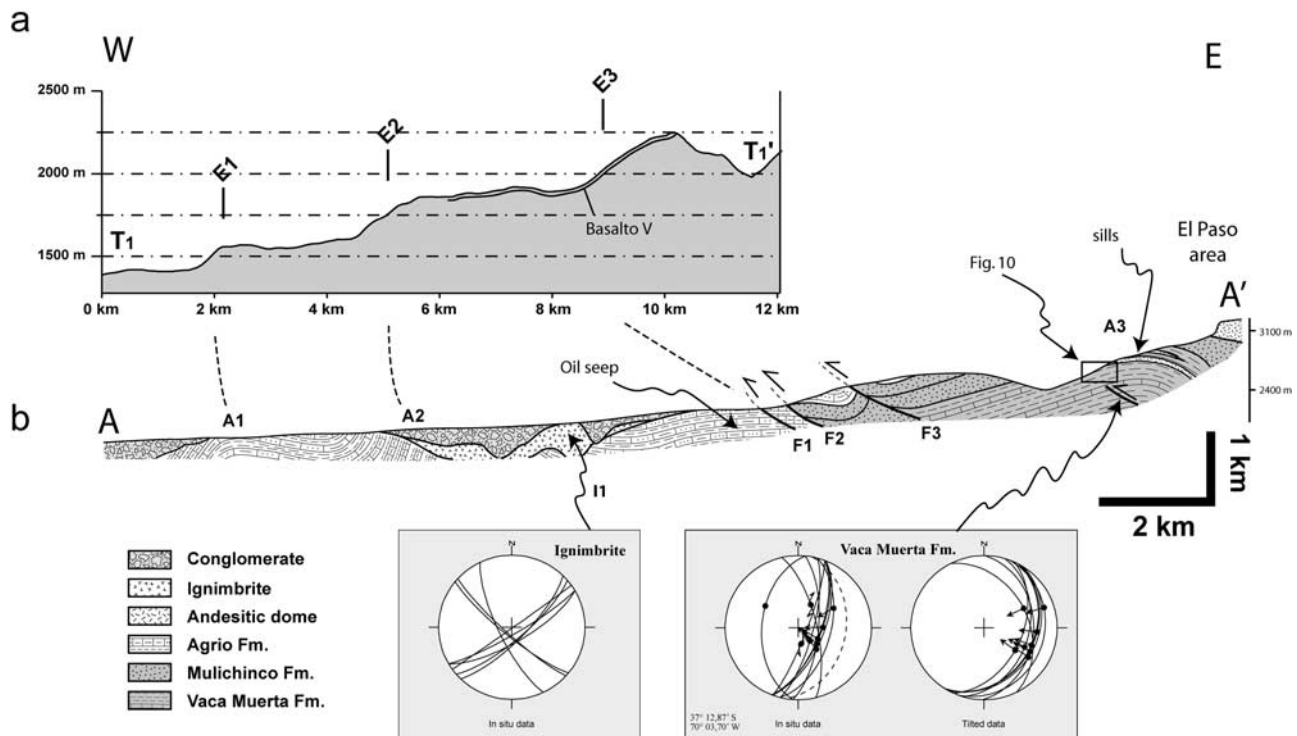 a
W
E
2500 m
2000 m
1500 m
E1
E2
E3
T1
T1'
Basalto V
0 km
2 km
4 km
6 km
8 km
10 km
12 km
sills
El Paso
area
Fig. 10
A'
A3
3100 m
2400 m
Oil seep
b
A
A1
A2
F1
F2
F3
I1
1 km
2 km
Conglomerate
Ignimbrite
Andesitic dome
Agrio Fm.
Mulichinco Fm.
Vaca Muerta Fm.
Ignimbrite
N
In situ data
Vaca Muerta Fm.
N
N
37° 12,87' S
70° 03,70' W
In situ data
Tilted data